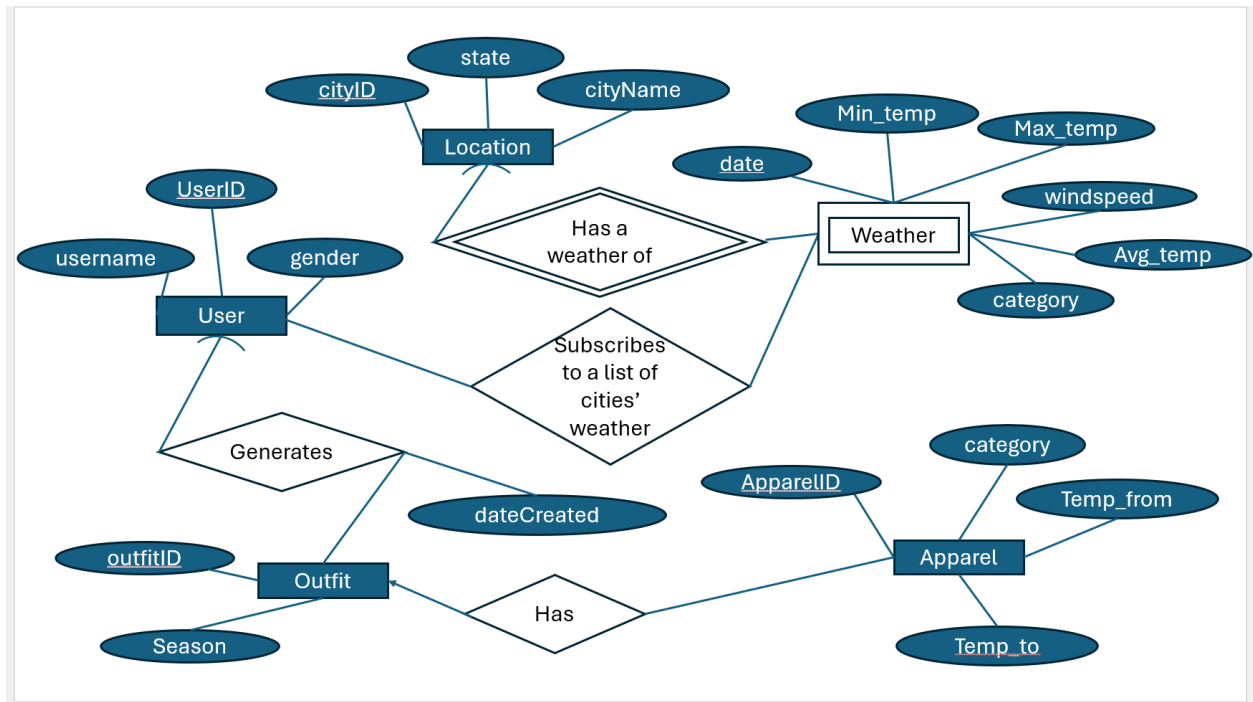 state
cityID
cityName
Location
Min_temp
Max_temp
date
UserID
windspeed
Has a
weather of
Weather
username
gender
Avg_temp
category
User
Subscribes
to a list of
cities’
weather
Generates
category
ApparelID
Temp_from
dateCreated
outfitID
Apparel
Outfit
Has
Season
Temp_to